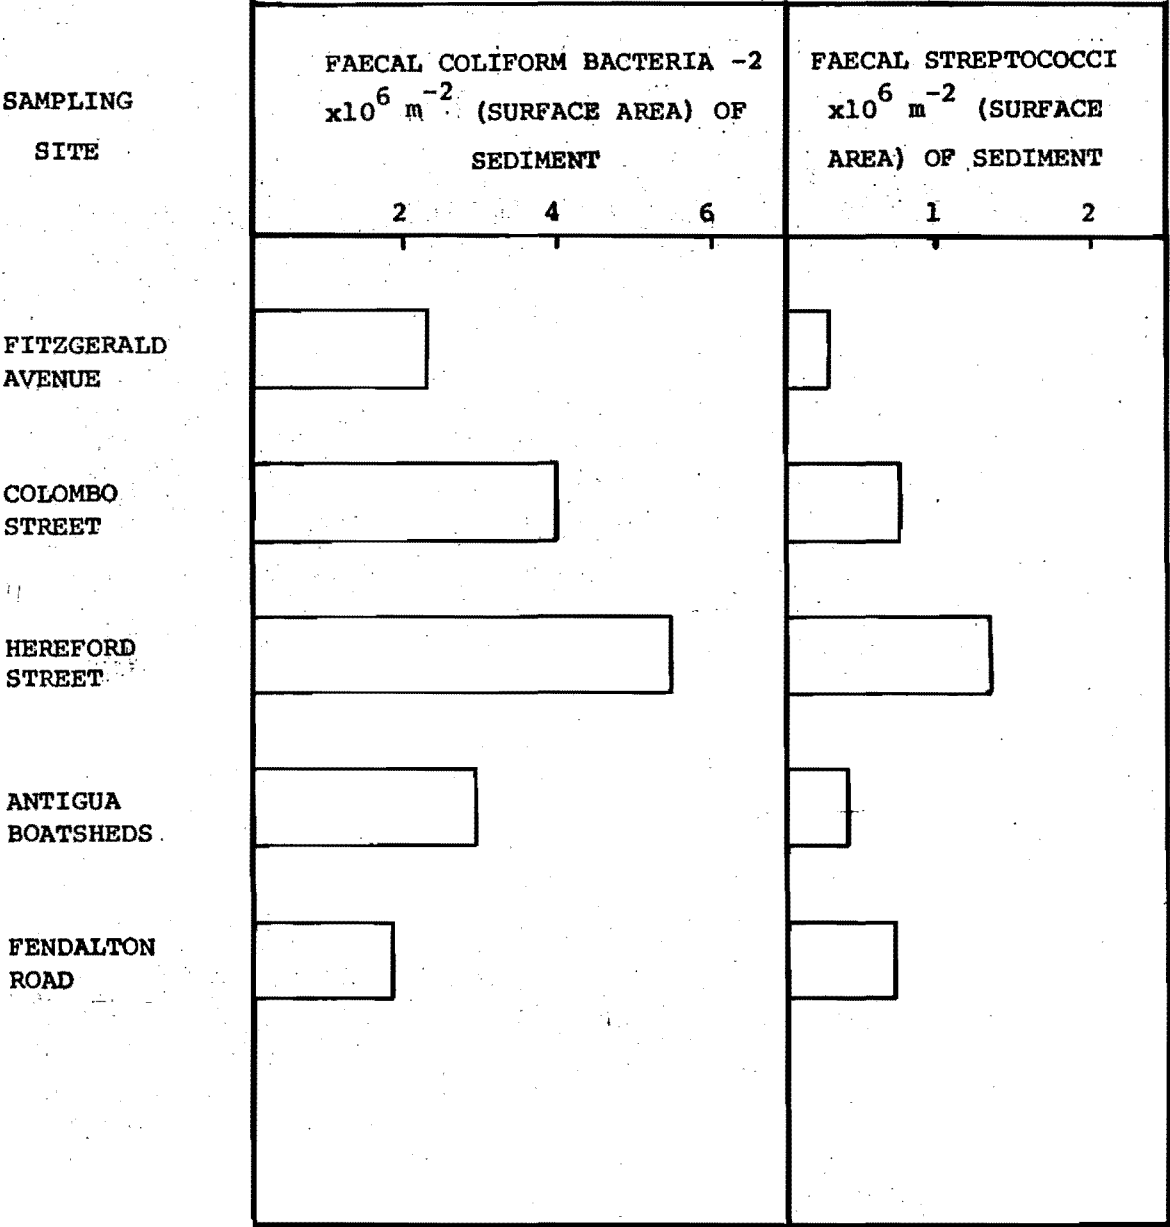 SAMPLING
SITE
FAECAL COLIFORM BACTERIA -2
x10^6 m^-2 (SURFACE AREA) OF
SEDIMENT
2 4 6
FAECAL STREPTOCOCCI
x10^6 m^-2 (SURFACE
AREA) OF SEDIMENT
1 2
FITZGERALD
AVENUE
COLOMBO
STREET
HEREFORD
STREET
ANTIGUA
BOATSHEDS
FENDALTON
ROAD